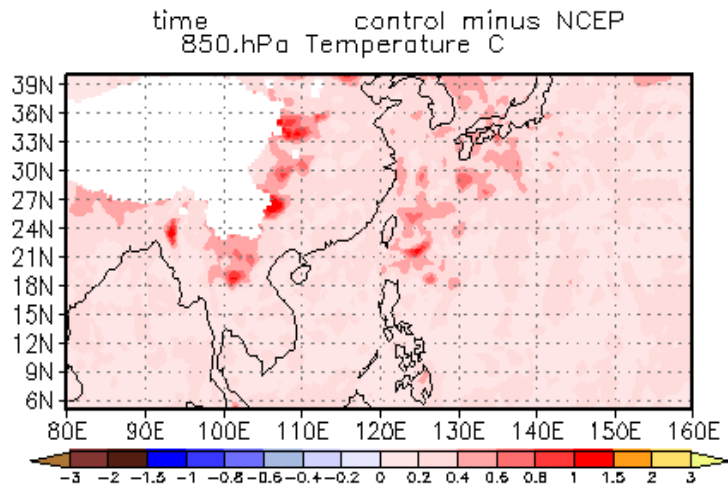 time control minus NCEP
850.hPa Temperature C
39N
36N
33N
30N
27N
24N
21N
18N
15N
12N
9N
6N
80E 90E 100E 110E 120E 130E 140E 150E 160E
-3 -2 -1.5 -1 -0.8 -0.6 -0.4 -0.2 0 0.2 0.4 0.6 0.8 1 1.5 2 3